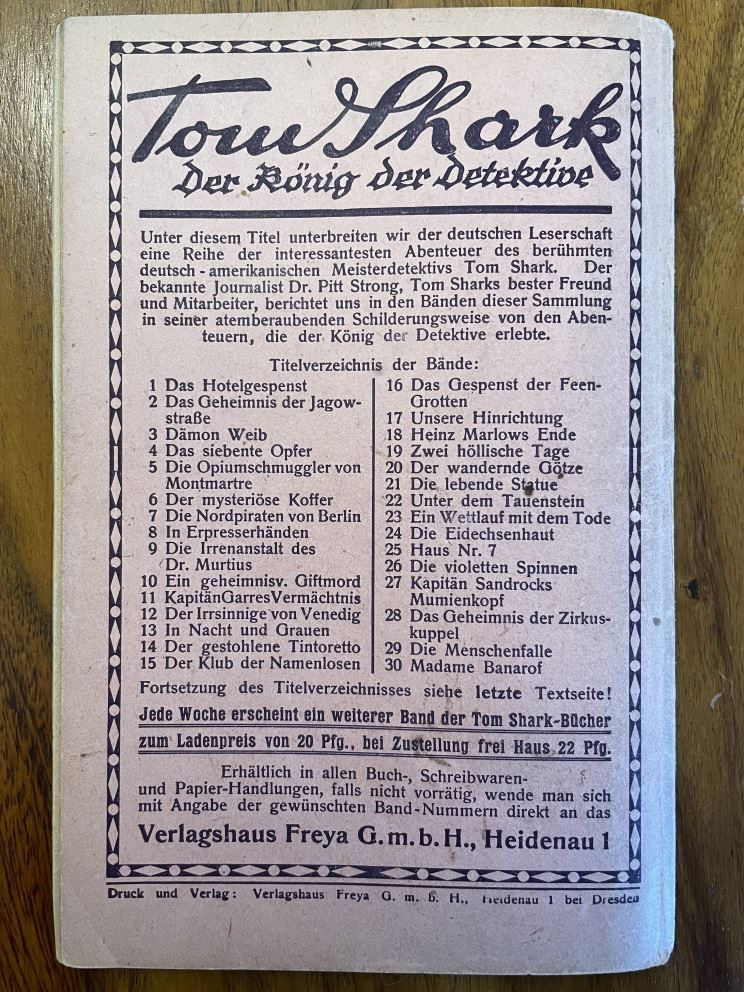 Tom Shark
Der König der Detektive
Unter diesem Titel unterbreiten wir der deutschen Leserschaft
eine Reihe der interessantesten Abenteuer des berühmten
deutsch-amerikanischen Meisterdetektivs Tom Shark. Der
bekannte Journalist Dr. Pitt Strong, Tom Sharks bester Freund
und Mitarbeiter, berichtet uns in den Bänden dieser Sammlung
in seiner atemberaubenden Schilderungsweise von den Aben-
teuern, die der König der Detektive erlebte.
Titelverzeichnis der Bände:
1 Das Hotelgespenst
2 Das Geheimnis der Jagow-
straße
3 Dämon Weib
4 Das siebente Opfer
5 Die Opiumschmuggler von
Montmartre
6 Der mysteriöse Koffer
7 Die Nordpiraten von Berlin
8 In Erpresserhänden
9 Die Irrenanstalt des
Dr. Murtius
10 Ein geheimnisv. Giftmord
11 Kapitän Garres Vermächtnis
12 Der Irrsinnige von Venedig
13 In Nacht und Grauen
14 Der gestohlene Tintoretto
15 Der Klub der Namenlosen
16 Das Gespenst der Feen-
Grotten
17 Unsere Hinrichtung
18 Heinz Marlows Ende
19 Zwei höllische Tage
20 Der wandernde Götze
21 Die lebende Statue
22 Unter dem Tauenstein
23 Ein Wettlauf mit dem Tode
24 Die Eidechsenhaut
25 Haus Nr. 7
26 Die violetten Spinnen
27 Kapitän Sandrocks
Mumienkopf
28 Das Geheimnis der Zirkus-
kuppel
29 Die Menschenfalle
30 Madame Banarof
Fortsetzung des Titelverzeichnisses siehe letzte Textseite!
Jede Woche erscheint ein weiterer Band der Tom Shark-Bücher
zum Ladenpreis von 20 Pfg., bei Zustellung frei Haus 22 Pfg.
Erhältlich in allen Buch-, Schreibwaren-
und Papier-Handlungen, falls nicht vorrätig, wende man sich
mit Angabe der gewünschten Band-Nummern direkt an das
Verlagshaus Freya G.m.b.H., Heidenau 1
Druck und Verlag: Verlagshaus Freya G. m. b. H., Heidenau 1 bei Dresden